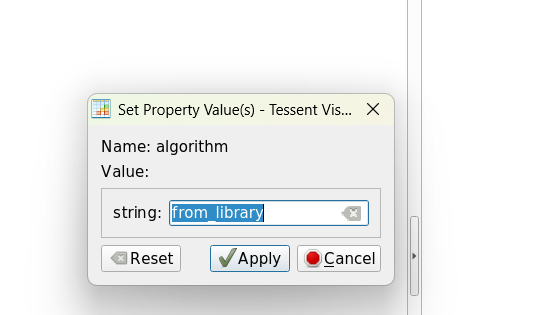 Set Property Value(s) - Tessent Vis...
Name: algorithm
Value:
string: from_library
Reset Apply Cancel